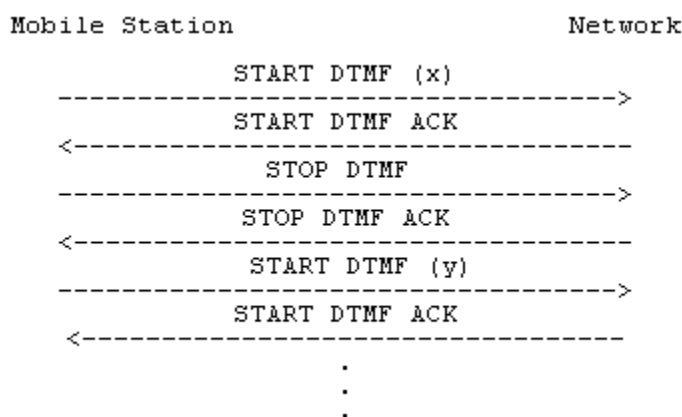 Mobile Station Network
START DTMF (x)
----------------------------------->
START DTMF ACK
<-----------------------------------
STOP DTMF
----------------------------------->
STOP DTMF ACK
<-----------------------------------
START DTMF (y)
----------------------------------->
START DTMF ACK
<----------------------------------
.
.
.